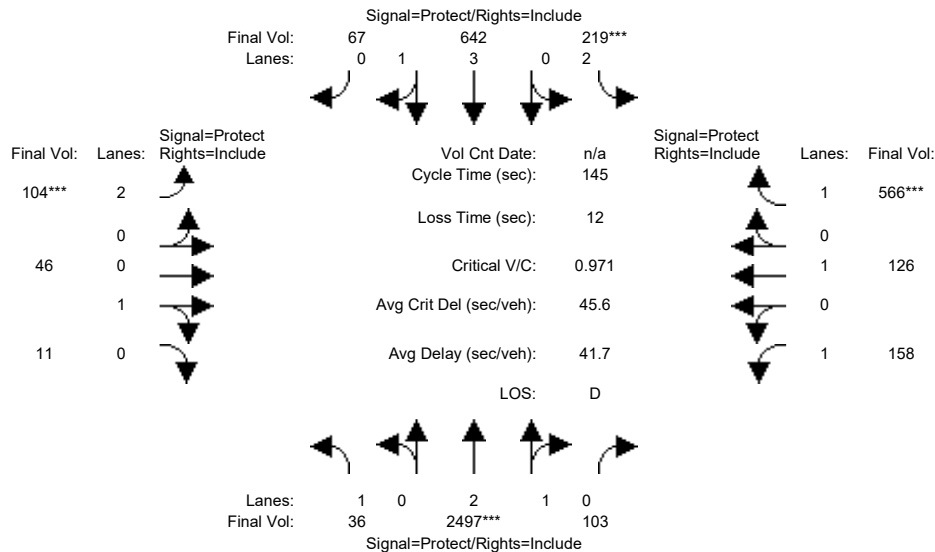 Signal=Protect/Rights=Include
Final Vol: 67 642 219***
Lanes: 0 1 3 0 2
Signal=Protect
Final Vol: Lanes: Rights=Include
Vol Cnt Date: n/a
Signal=Protect
Rights=Include Lanes: Final Vol:
Cycle Time (sec): 145
104*** 2
1 566***
Loss Time (sec): 12
0
0
46 0
Critical V/C: 0.971
1 126
1
Avg Crit Del (sec/veh): 45.6
0
11 0
Avg Delay (sec/veh): 41.7
1 158
LOS: D
Lanes: 1 0 2 1 0
Final Vol: 36 2497*** 103
Signal=Protect/Rights=Include